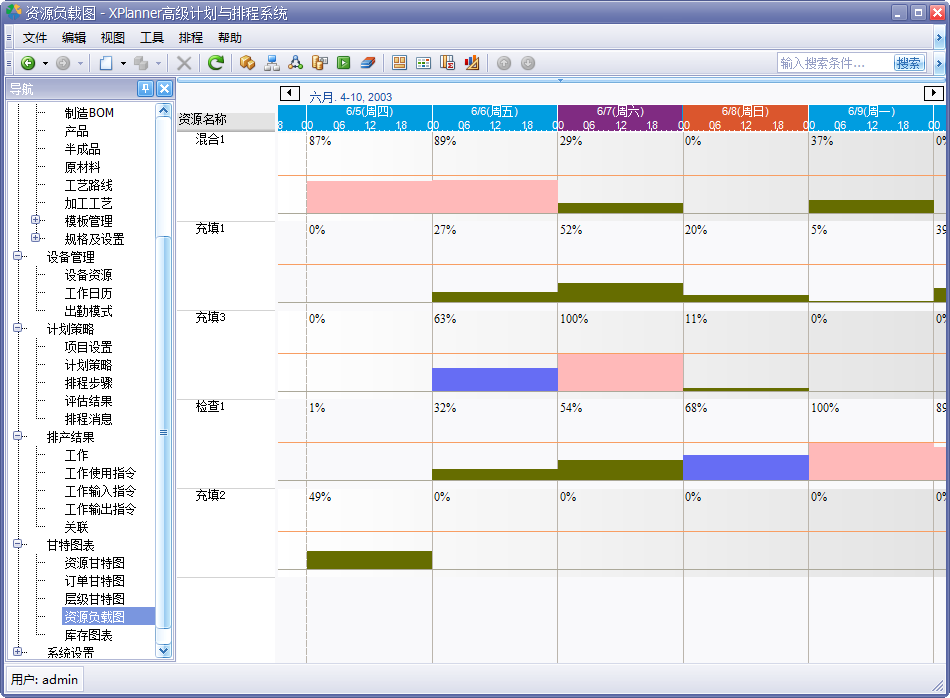 资源负载图 - XPlanner高级计划与排程系统
文件 编辑 视图 工具 排程 帮助
输入搜索条件... 搜索
导航
制造BOM
产品
半成品
原材料
工艺路线
加工工艺
模板管理
规格及设置
设备管理
设备资源
工作日历
出勤模式
计划策略
项目设置
计划策略
排程步骤
评估结果
排程消息
排产结果
工作
工作使用指令
工作输入指令
工作输出指令
关联
甘特图表
资源甘特图
订单甘特图
层级甘特图
资源负载图
库存图表
系统设置
六月. 4-10, 2003
资源名称
6/5(周四) 6/6(周五) 6/7(周六) 6/8(周日) 6/9(周一)
8 00 06 12 18 00 06 12 18 00 06 12 18 00 06 12 18 00 06 12 18 00
混合1 87% 89% 29% 0% 37% 0%
充填1 0% 27% 52% 20% 5% 39
充填3 0% 63% 100% 11% 0% 0%
检查1 1% 32% 54% 68% 100% 89
充填2 49% 0% 0% 0% 0% 0%
用户: admin